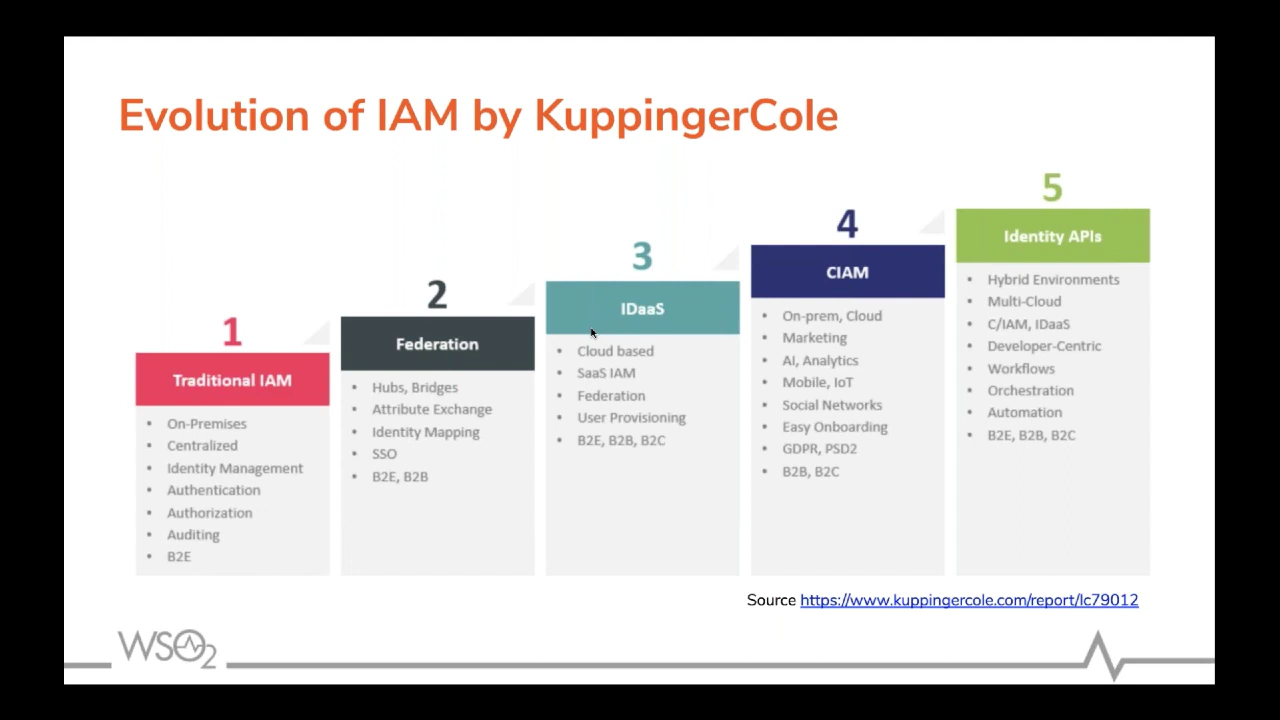 Evolution of IAM by KuppingerCole
1
Traditional IAM
• On-Premises
• Centralized
• Identity Management
• Authentication
• Authorization
• Auditing
• B2E
2
Federation
• Hubs, Bridges
• Attribute Exchange
• Identity Mapping
• SSO
• B2E, B2B
3
IDaaS
• Cloud based
• SaaS IAM
• Federation
• User Provisioning
• B2E, B2B, B2C
4
CIAM
• On-prem, Cloud
• Marketing
• AI, Analytics
• Mobile, IoT
• Social Networks
• Easy Onboarding
• GDPR, PSD2
• B2B, B2C
5
Identity APIs
• Hybrid Environments
• Multi-Cloud
• C/IAM, IDaaS
• Developer-Centric
• Workflows
• Orchestration
• Automation
• B2E, B2B, B2C
Source https://www.kuppingercole.com/report/lc79012
WSO2